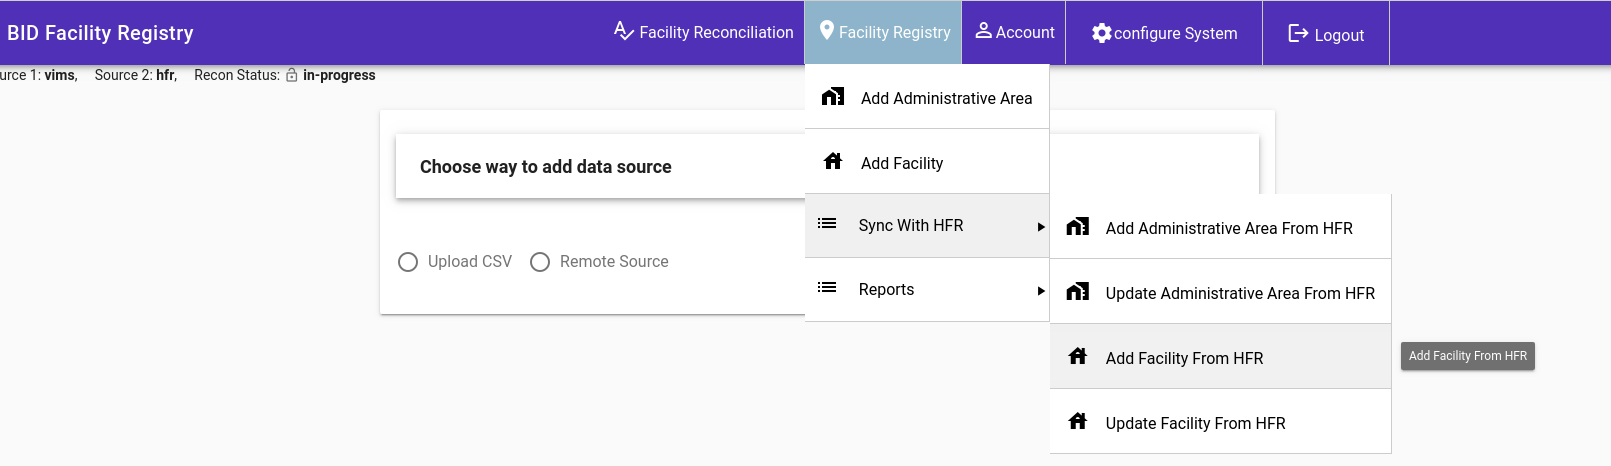 BID Facility Registry
Facility Reconciliation
Facility Registry
Account
configure System
Logout
urce 1: vims, Source 2: hfr, Recon Status: in-progress
Add Administrative Area
Choose way to add data source
Add Facility
Sync With HFR
Add Administrative Area From HFR
Upload CSV
Remote Source
Reports
Update Administrative Area From HFR
Add Facility From HFR
Add Facility From HFR
Update Facility From HFR